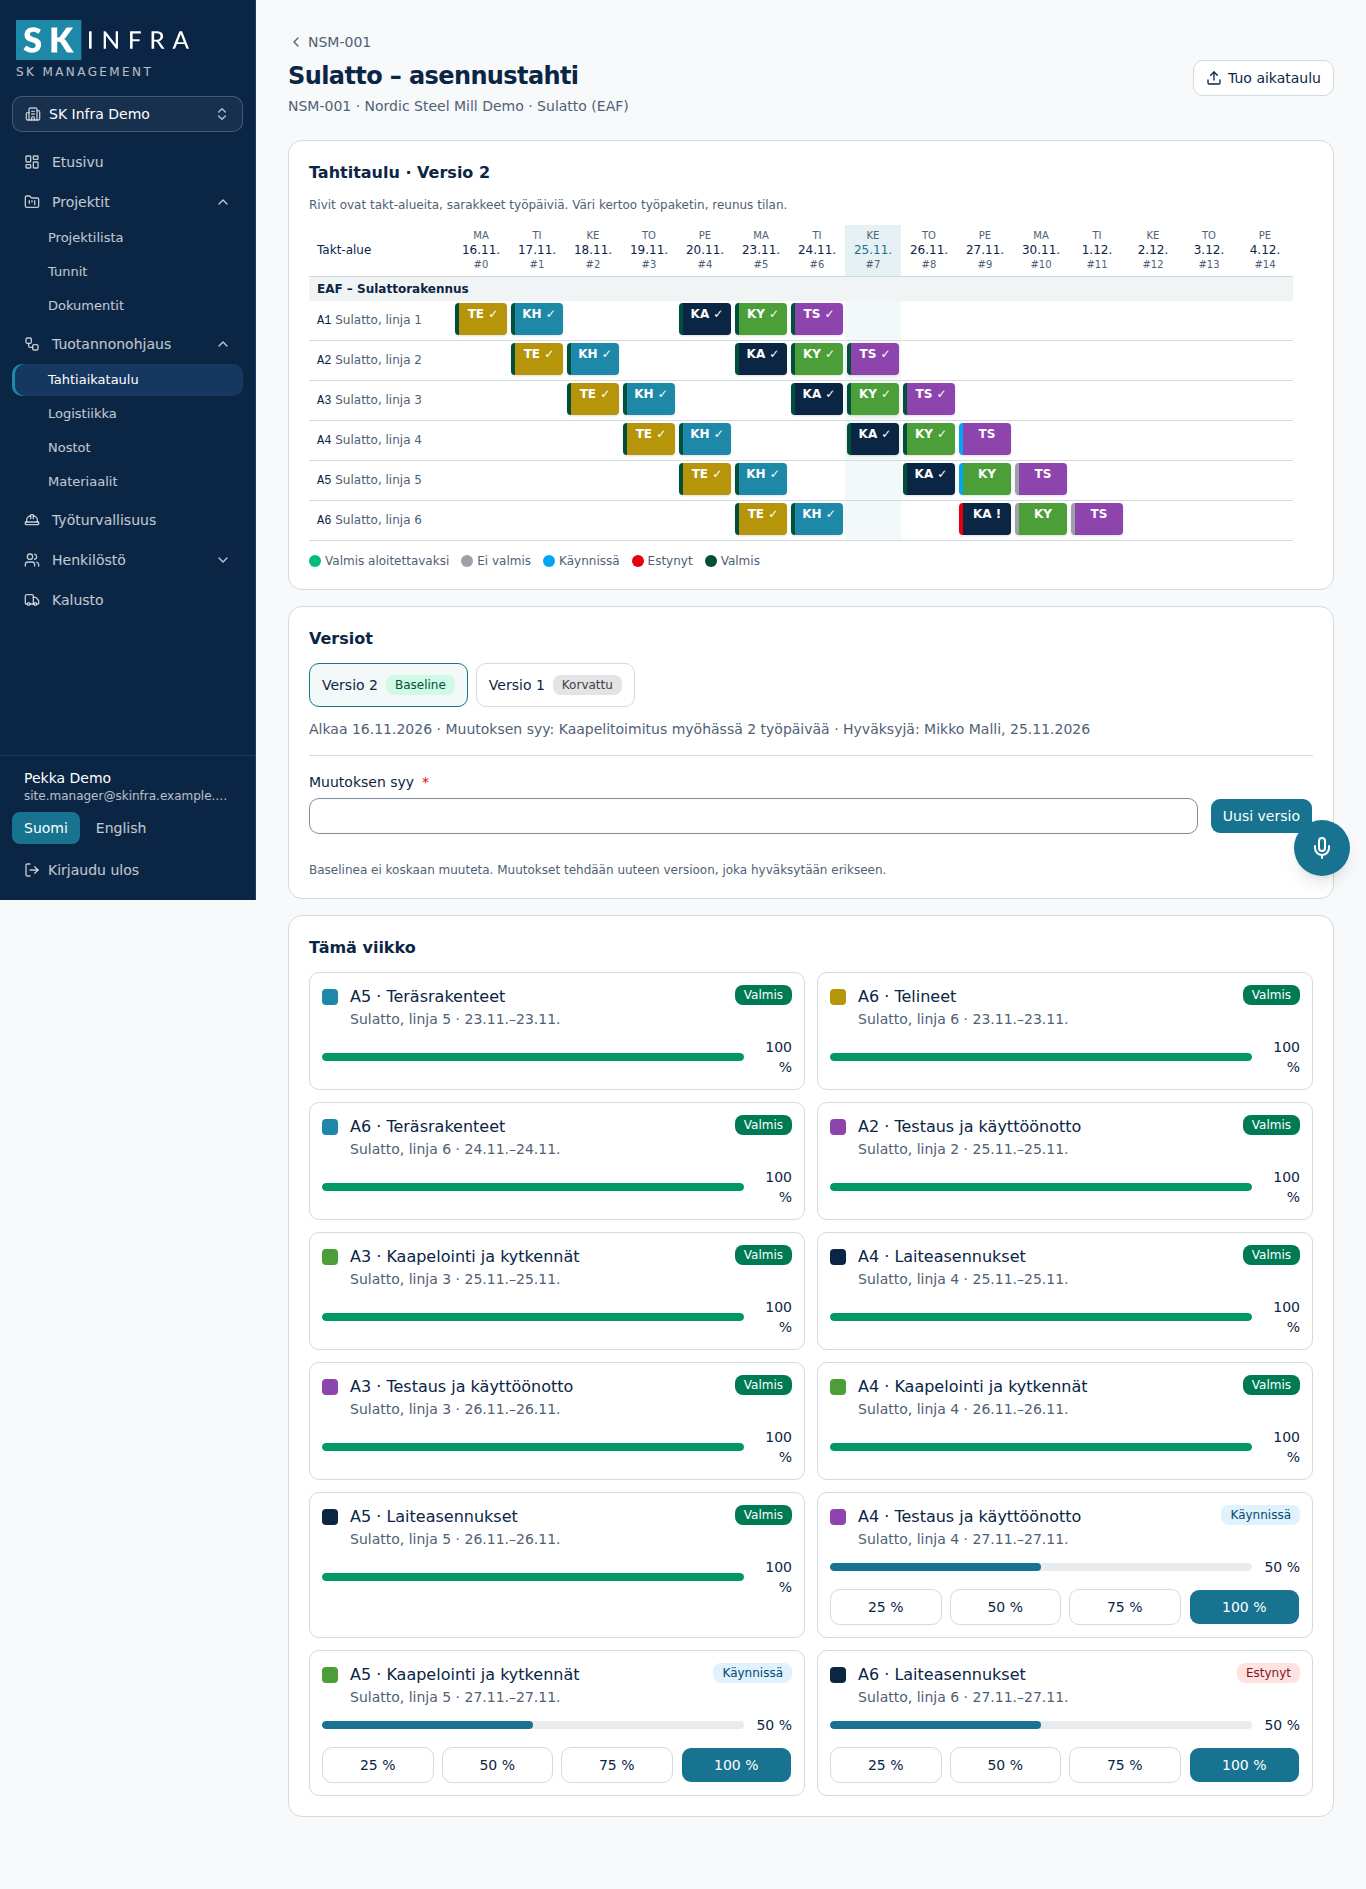 SK INFRA
SK MANAGEMENT
SK Infra Demo
Etusivu
Projektit
Projektilista
Tunnit
Dokumentit
Tuotannonohjaus
Tahtiaikataulu
Logistiikka
Nostot
Materiaalit
Työturvallisuus
Henkilöstö
Kalusto
Pekka Demo
site.manager@skinfra.example....
Suomi English
Kirjaudu ulos
NSM-001
Sulatto – asennustahti
NSM-001 · Nordic Steel Mill Demo · Sulatto (EAF)
Tuo aikataulu
Tahtitaulu · Versio 2
Rivit ovat takt-alueita, sarakkeet työpäiviä. Väri kertoo työpaketin, reunus tilan.
MA TI KE TO PE MA TI KE TO PE MA TI KE TO PE
Takt-alue 16.11. 17.11. 18.11. 19.11. 20.11. 23.11. 24.11. 25.11. 26.11. 27.11. 30.11. 1.12. 2.12. 3.12. 4.12.
#0 #1 #2 #3 #4 #5 #6 #7 #8 #9 #10 #11 #12 #13 #14
EAF – Sulattorakennus
A1 Sulatto, linja 1 TE ✓ KH ✓ KA ✓ KY ✓ TS ✓
A2 Sulatto, linja 2 TE ✓ KH ✓ KA ✓ KY ✓ TS ✓
A3 Sulatto, linja 3 TE ✓ KH ✓ KA ✓ KY ✓ TS ✓
A4 Sulatto, linja 4 TE ✓ KH ✓ KA ✓ KY ✓ TS
A5 Sulatto, linja 5 TE ✓ KH ✓ KA ✓ KY TS
A6 Sulatto, linja 6 TE ✓ KH ✓ KA ! KY TS
Valmis aloitettavaksi Ei valmis Käynnissä Estynyt Valmis
Versiot
Versio 2 Baseline Versio 1 Korvattu
Alkaa 16.11.2026 · Muutoksen syy: Kaapelitoimitus myöhässä 2 työpäivää · Hyväksyjä: Mikko Malli, 25.11.2026
Muutoksen syy *
Uusi versio
Baselinea ei koskaan muuteta. Muutokset tehdään uuteen versioon, joka hyväksytään erikseen.
Tämä viikko
A5 · Teräsrakenteet Valmis
Sulatto, linja 5 · 23.11.–23.11.
100
%
A6 · Telineet Valmis
Sulatto, linja 6 · 23.11.–23.11.
100
%
A6 · Teräsrakenteet Valmis
Sulatto, linja 6 · 24.11.–24.11.
100
%
A2 · Testaus ja käyttöönotto Valmis
Sulatto, linja 2 · 25.11.–25.11.
100
%
A3 · Kaapelointi ja kytkennät Valmis
Sulatto, linja 3 · 25.11.–25.11.
100
%
A4 · Laiteasennukset Valmis
Sulatto, linja 4 · 25.11.–25.11.
100
%
A3 · Testaus ja käyttöönotto Valmis
Sulatto, linja 3 · 26.11.–26.11.
100
%
A4 · Kaapelointi ja kytkennät Valmis
Sulatto, linja 4 · 26.11.–26.11.
100
%
A5 · Laiteasennukset Valmis
Sulatto, linja 5 · 26.11.–26.11.
100
%
A4 · Testaus ja käyttöönotto Käynnissä
Sulatto, linja 4 · 27.11.–27.11.
50 %
25 % 50 % 75 % 100 %
A5 · Kaapelointi ja kytkennät Käynnissä
Sulatto, linja 5 · 27.11.–27.11.
50 %
25 % 50 % 75 % 100 %
A6 · Laiteasennukset Estynyt
Sulatto, linja 6 · 27.11.–27.11.
50 %
25 % 50 % 75 % 100 %